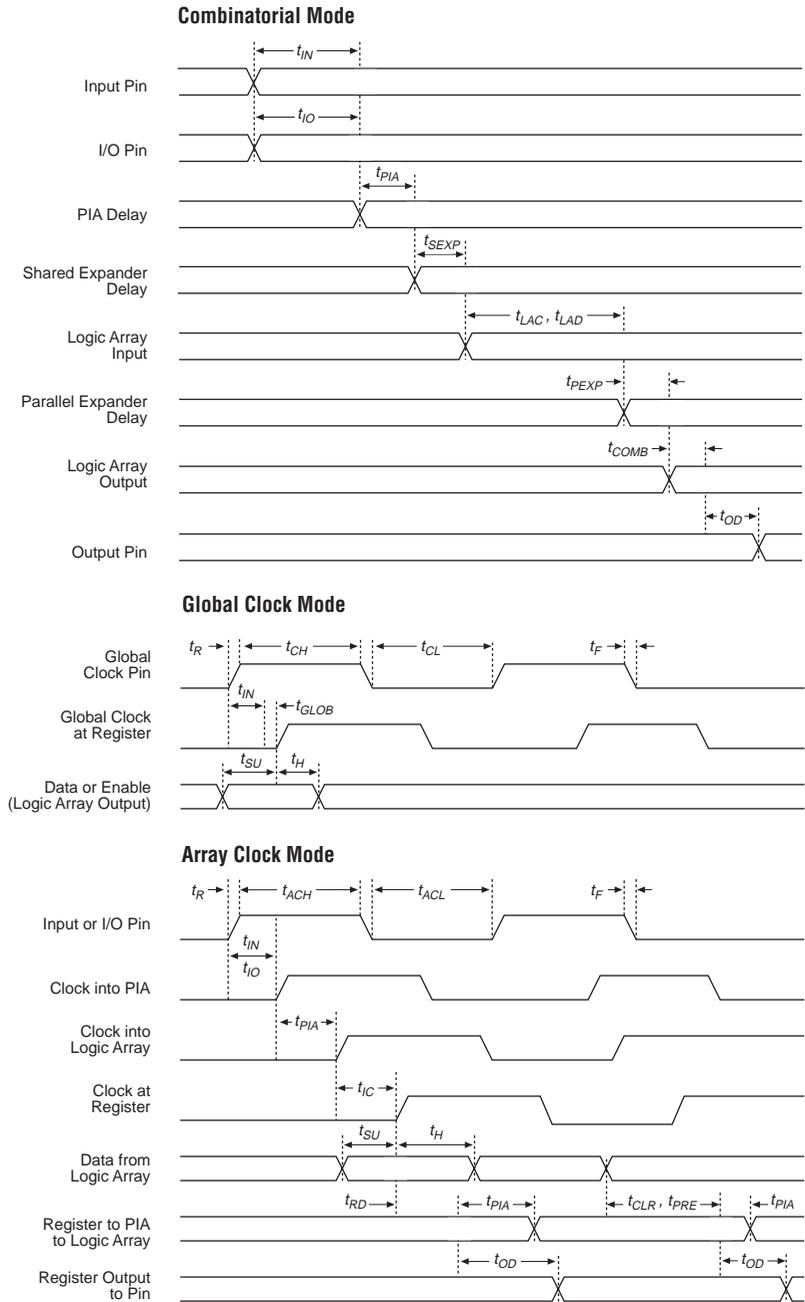 Combinatorial Mode
tIN
Input Pin
tIO
I/O Pin
tPIA
PIA Delay
tSEXP
Shared Expander
Delay
tLAC , tLAD
Logic Array
Input
tPEXP
Parallel Expander
Delay
tCOMB
Logic Array
Output
tOD
Output Pin
Global Clock Mode
tR tCH tCL tF
Global
Clock Pin
tIN tGLOB
Global Clock
at Register
tSU tH
Data or Enable
(Logic Array Output)
Array Clock Mode
tR tACH tACL tF
Input or I/O Pin
tIN
tIO
Clock into PIA
tPIA
Clock into
Logic Array
tIC
Clock at
Register
tSU tH
Data from
Logic Array
tRD tPIA tCLR , tPRE tPIA
Register to PIA
to Logic Array
tOD tOD
Register Output
to Pin